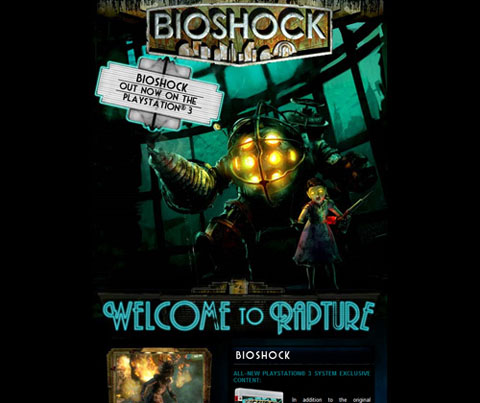 BIOSHOCK
BIOSHOCK
OUT NOW ON THE
PLAYSTATION® 3
WELCOME TO RAPTURE
BIOSHOCK
ALL-NEW PLAYSTATION® 3 SYSTEM EXCLUSIVE
CONTENT:
In addition to the original